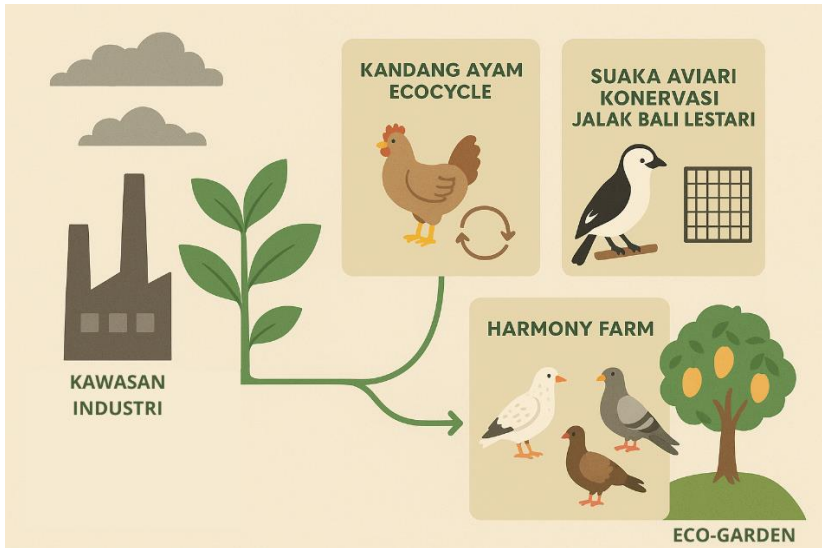 KANDANG AYAM
ECOCYCLE
SUAKA AVIARI
KONERVASI
JALAK BALI LESTARI
KAWASAN
INDUSTRI
HARMONY FARM
ECO-GARDEN